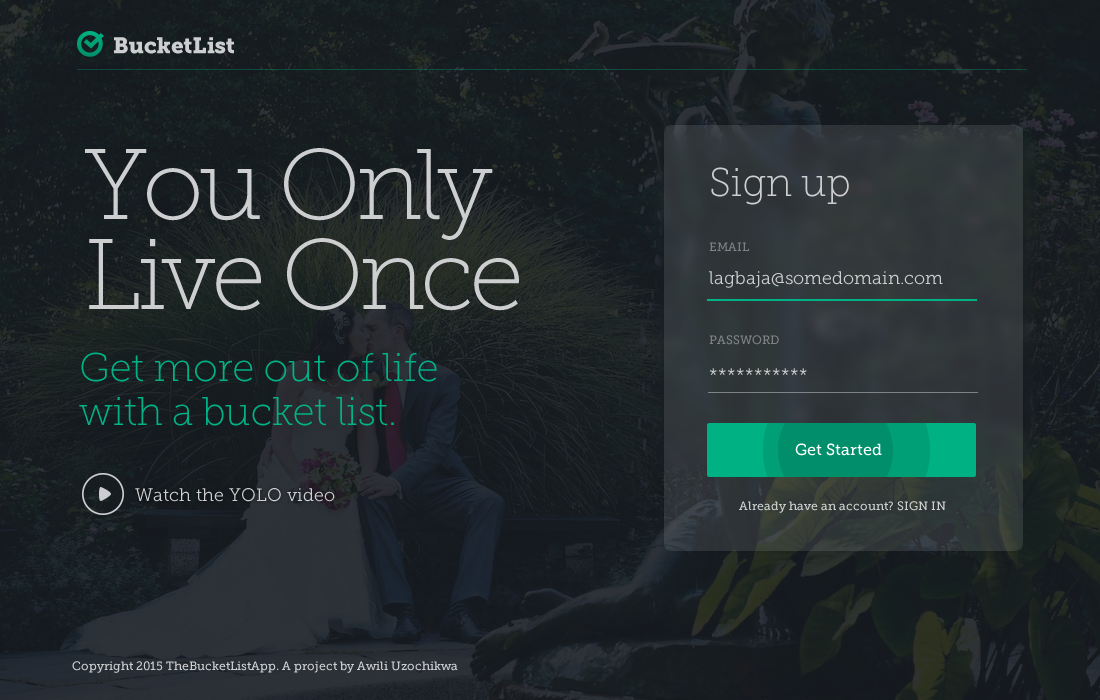 BucketList
You Only
Live Once
Get more out of life
with a bucket list.
Watch the YOLO video
Sign up
EMAIL
lagbaja@somedomain.com
PASSWORD
***********
Get Started
Already have an account? SIGN IN
Copyright 2015 TheBucketListApp. A project by Awili Uzochikwa